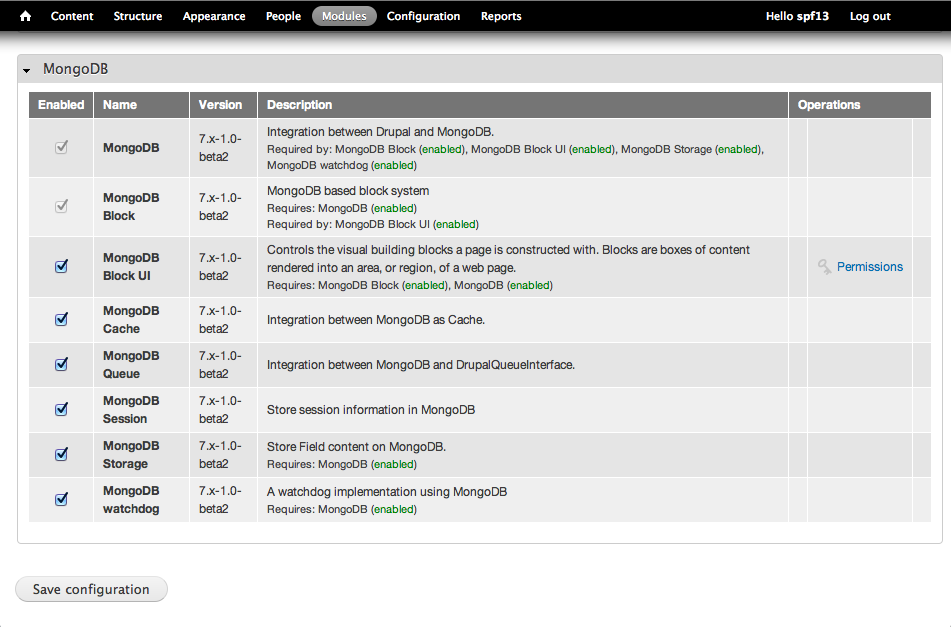 Content Structure Appearance People Modules Configuration Reports Hello spf13 Log out
MongoDB
Enabled Name Version Description Operations
MongoDB
7.x-1.0-
beta2
Integration between Drupal and MongoDB.
Required by: MongoDB Block (enabled), MongoDB Block UI (enabled), MongoDB Storage (enabled),
MongoDB watchdog (enabled)
MongoDB
Block
7.x-1.0-
beta2
MongoDB based block system
Requires: MongoDB (enabled)
Required by: MongoDB Block UI (enabled)
MongoDB
Block UI
7.x-1.0-
beta2
Controls the visual building blocks a page is constructed with. Blocks are boxes of content
rendered into an area, or region, of a web page.
Requires: MongoDB Block (enabled), MongoDB (enabled)
Permissions
MongoDB
Cache
7.x-1.0-
beta2
Integration between MongoDB as Cache.
MongoDB
Queue
7.x-1.0-
beta2
Integration between MongoDB and DrupalQueueInterface.
MongoDB
Session
7.x-1.0-
beta2
Store session information in MongoDB
MongoDB
Storage
7.x-1.0-
beta2
Store Field content on MongoDB.
Requires: MongoDB (enabled)
MongoDB
watchdog
7.x-1.0-
beta2
A watchdog implementation using MongoDB
Requires: MongoDB (enabled)
Save configuration